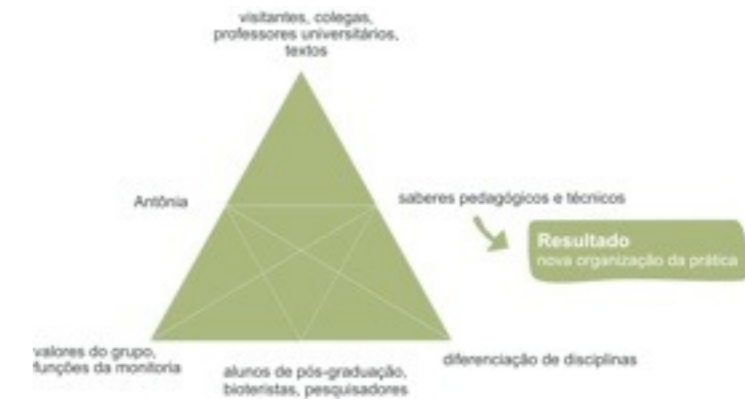 visitantes, colegas,
professores universitários,
textos
Antônia
saberes pedagógicos e técnicos
Resultado
nova organização da prática
valores do grupo,
funções da monitoria
alunos de pós-graduação,
bioteristas, pesquisadores
diferenciação de disciplinas